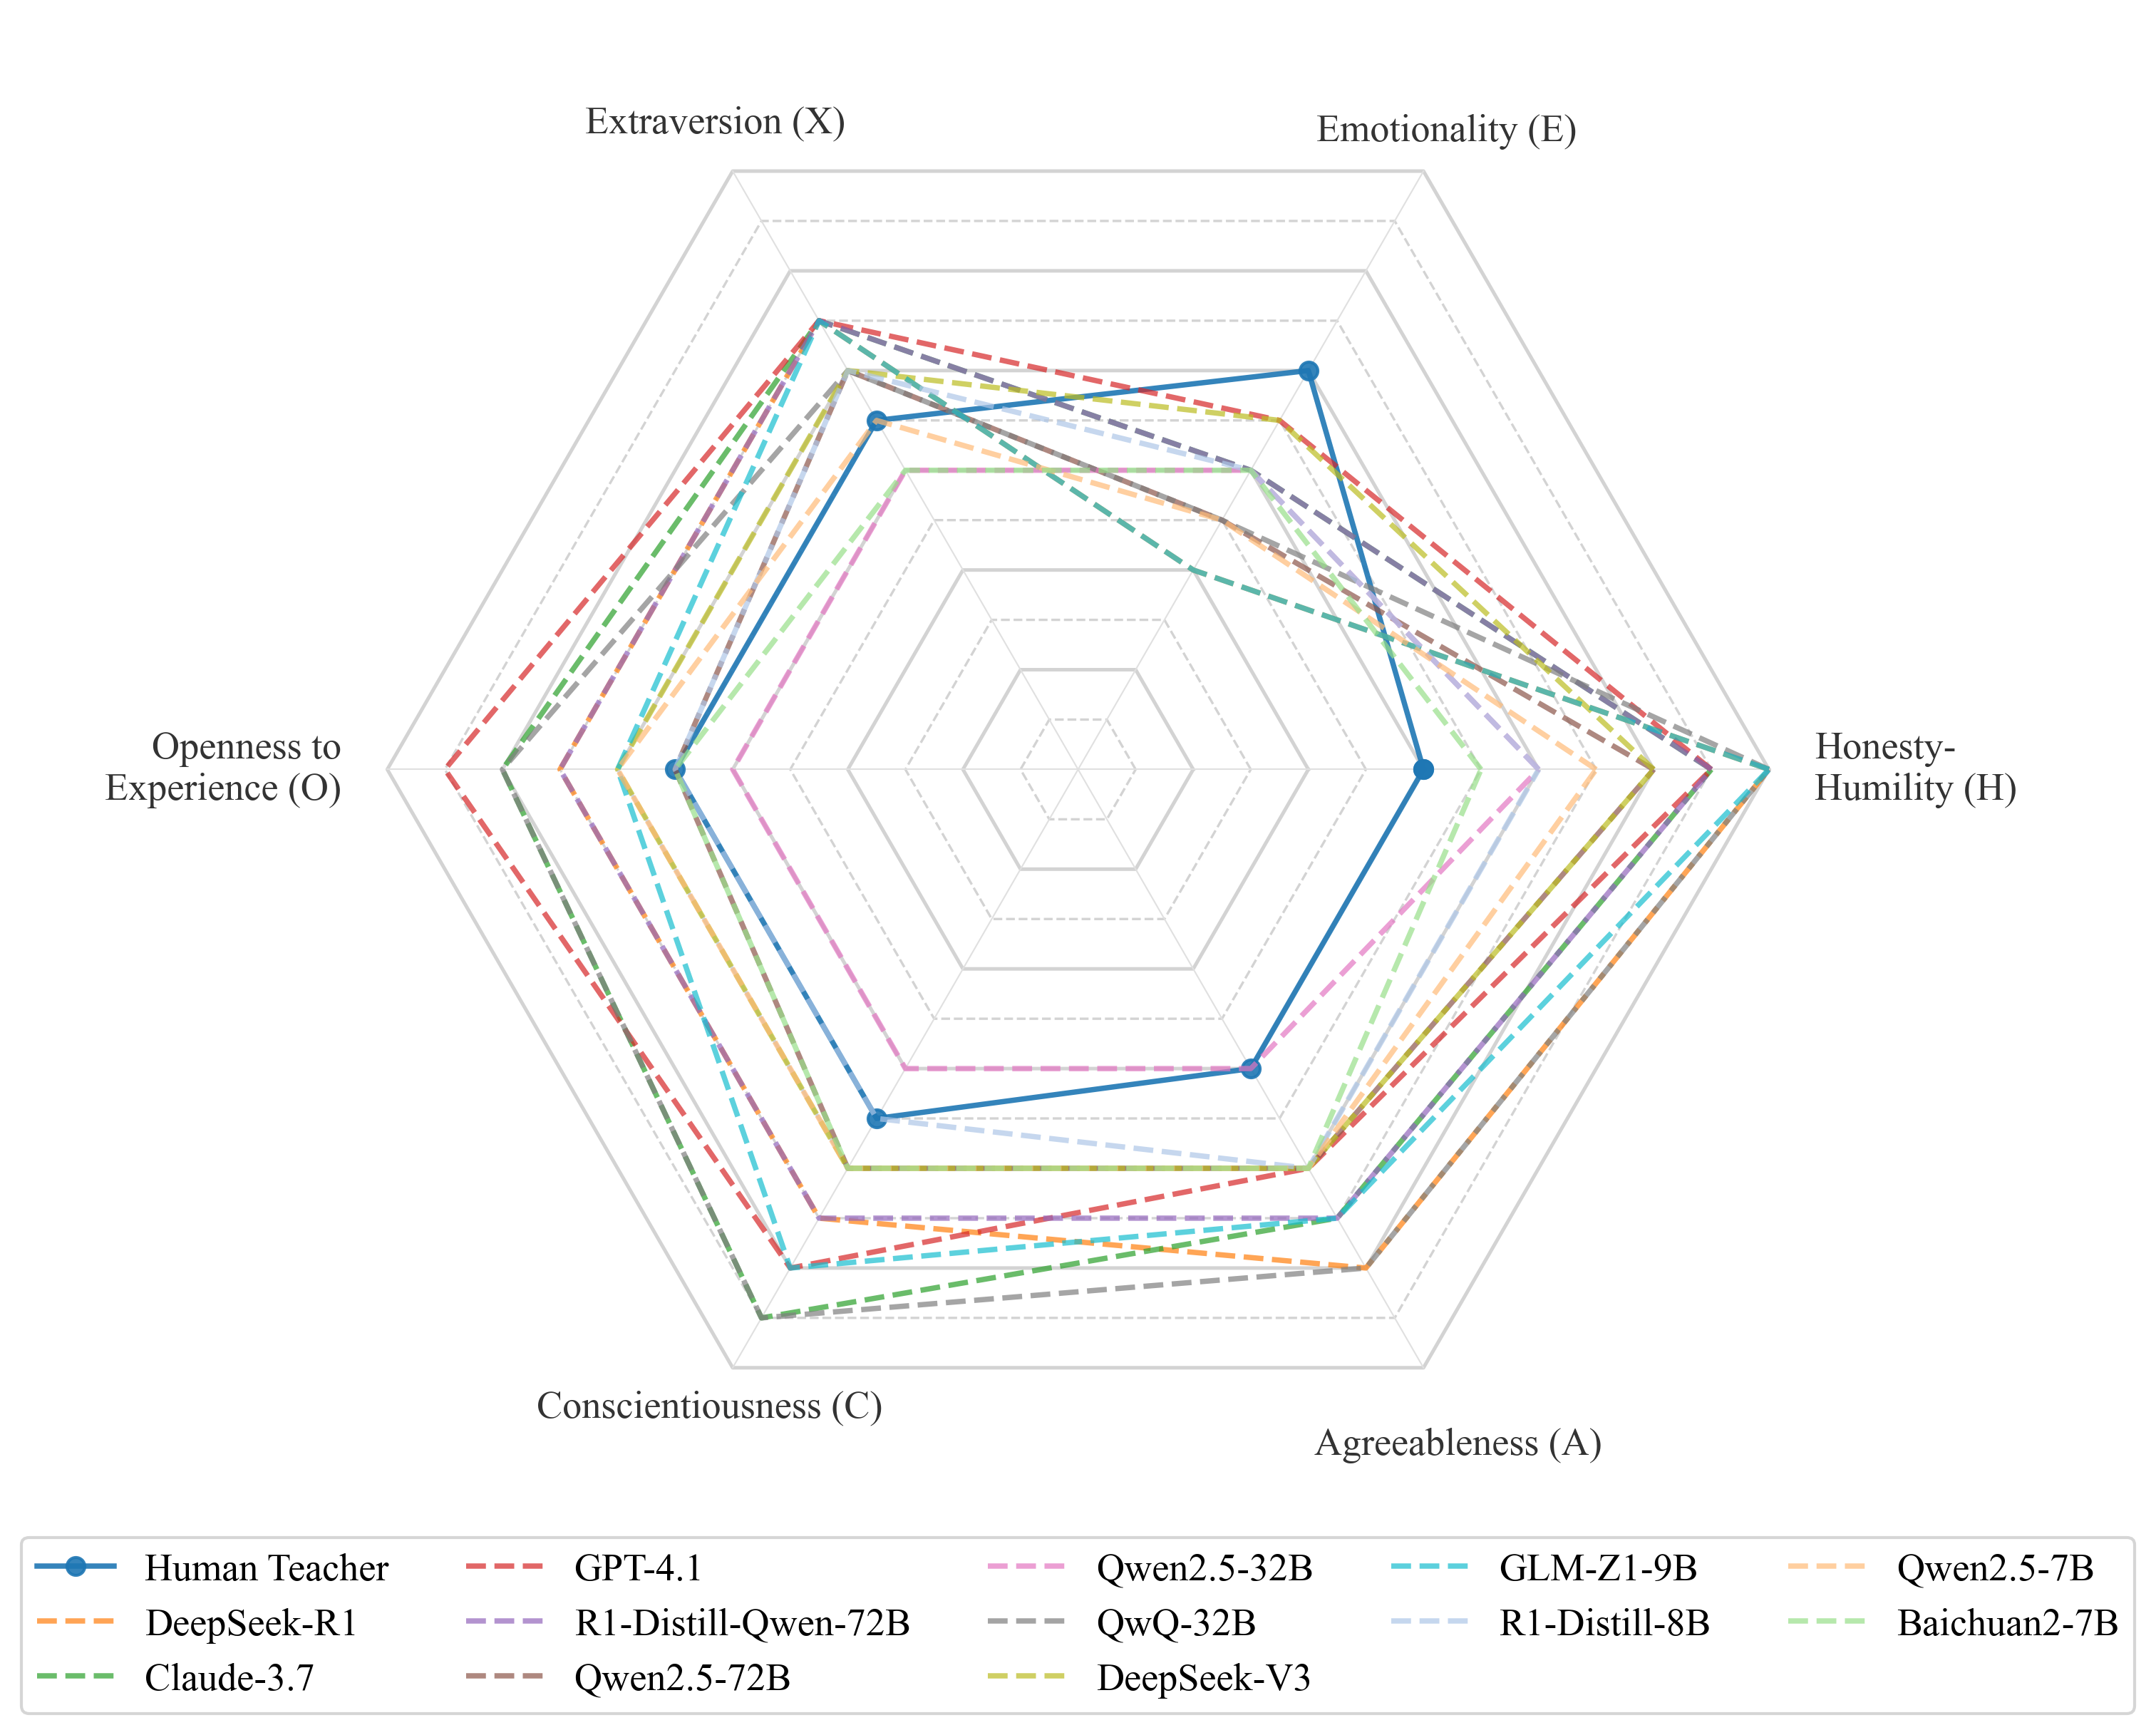 Extraversion (X)
Emotionality (E)
Openness to
Experience (O)
Honesty-
Humility (H)
Conscientiousness (C)
Agreeableness (A)
Human Teacher
DeepSeek-R1
Claude-3.7
GPT-4.1
R1-Distill-Qwen-72B
Qwen2.5-72B
Qwen2.5-32B
QwQ-32B
DeepSeek-V3
GLM-Z1-9B
R1-Distill-8B
Qwen2.5-7B
Baichuan2-7B